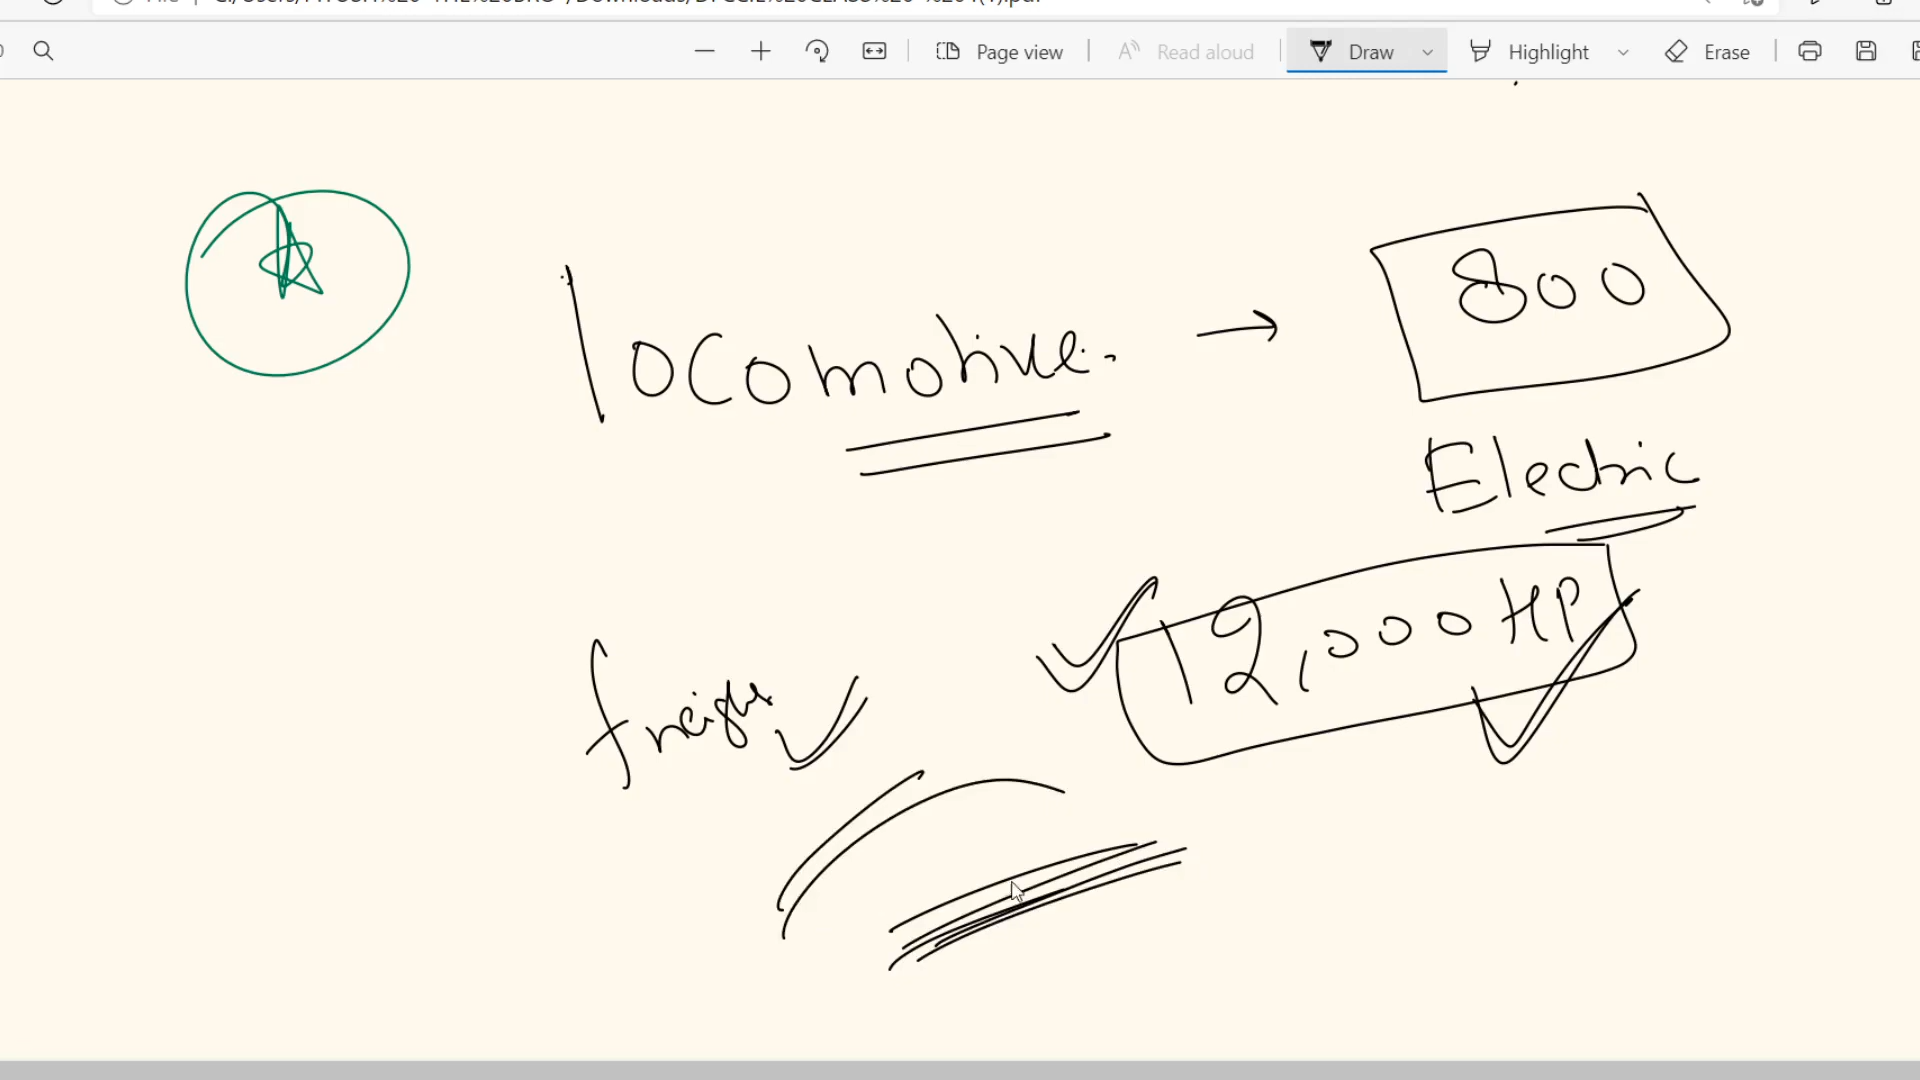 Page view
Read aloud
Draw
Highlight
Erase
locomotive. → 800
Electric
12,000 HP